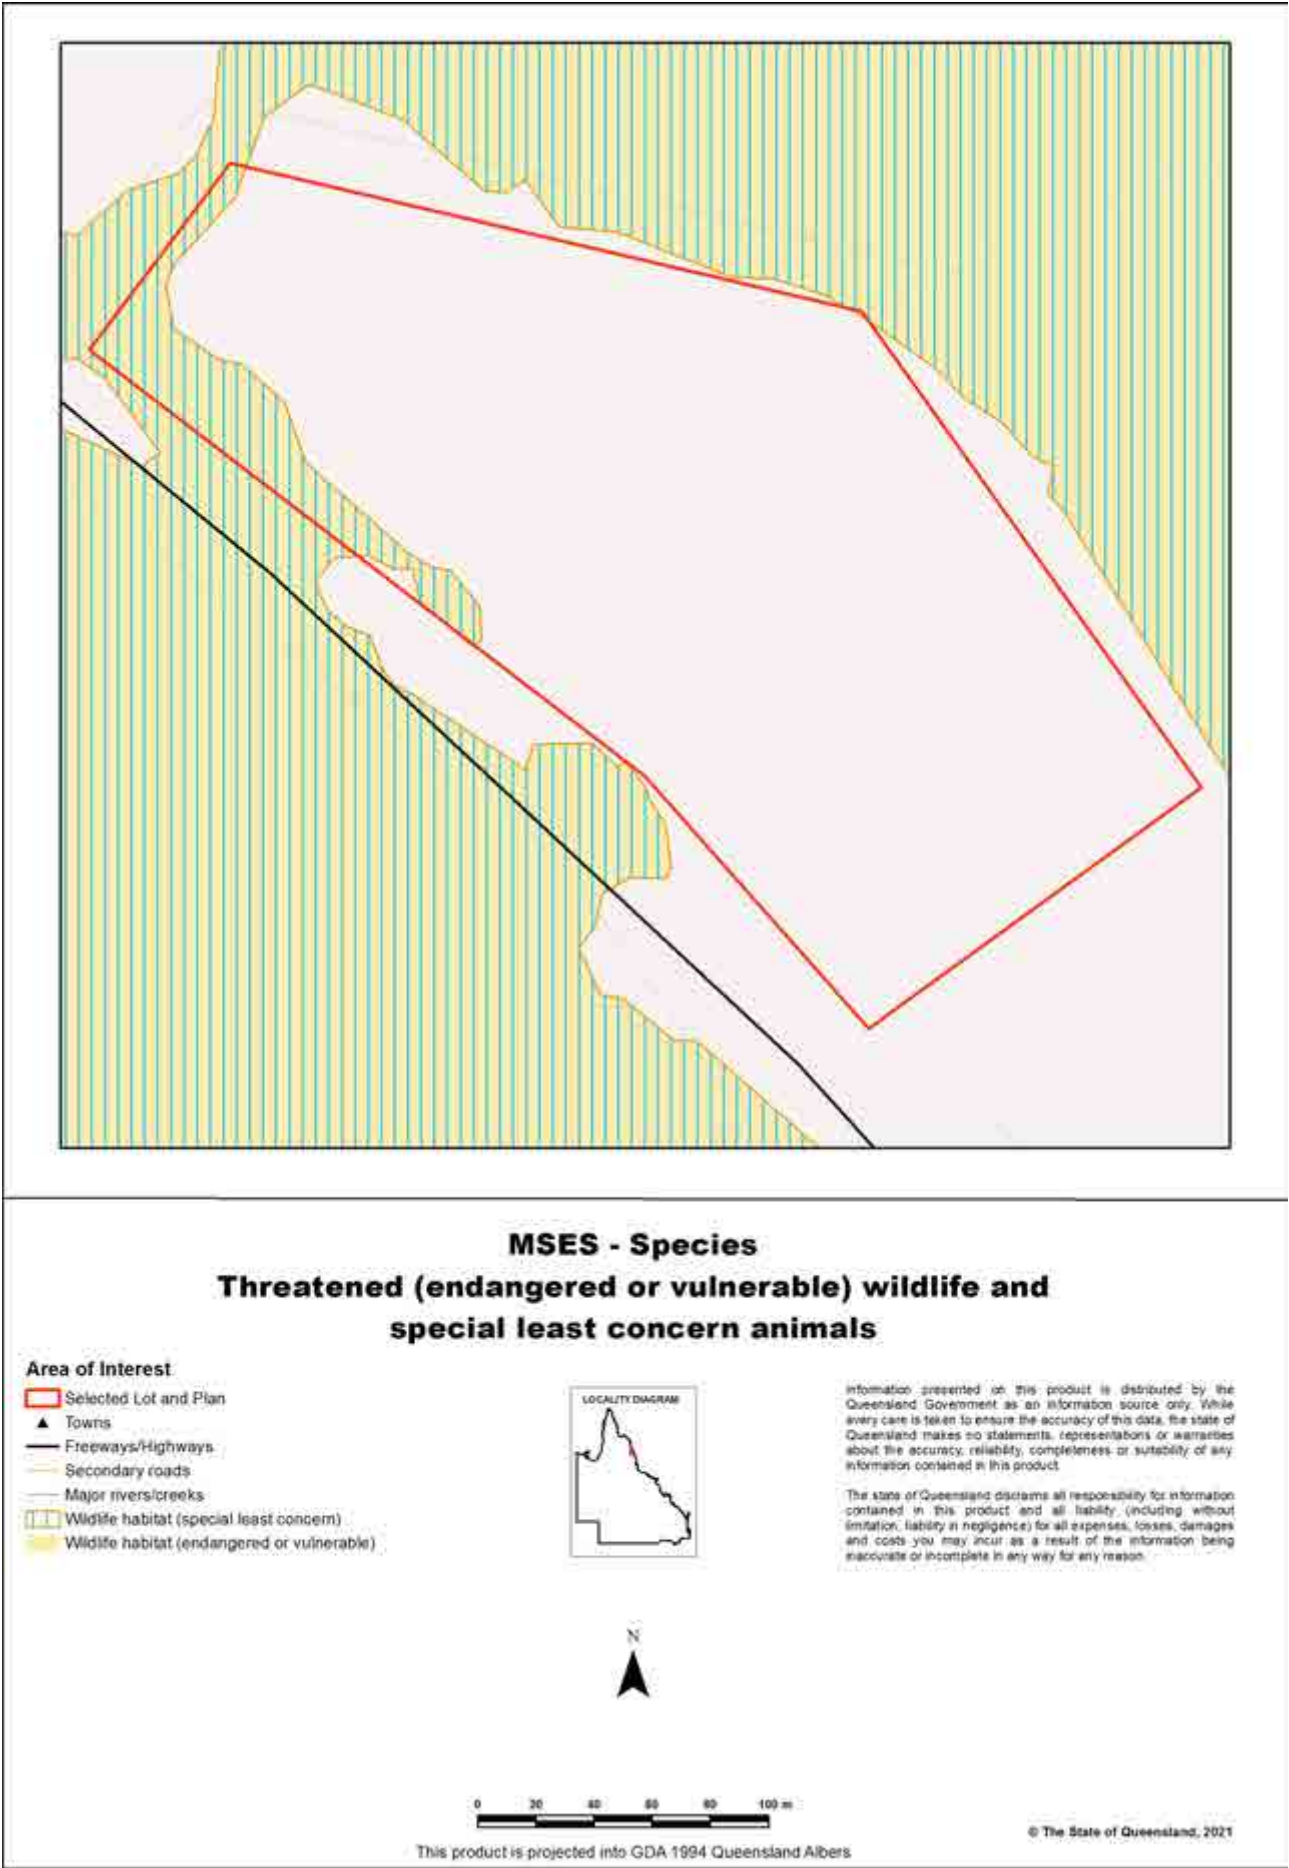 MSES - Species
Threatened (endangered or vulnerable) wildlife and
special least concern animals
Area of Interest
Selected Lot and Plan
Towns
Freeways/Highways
Secondary roads
Major rivers/creeks
Wildlife habitat (special least concern)
Wildlife habitat (endangered or vulnerable)
LOCALITY DIAGRAM
Information presented on this product is distributed by the
Queensland Government as an information source only. While
every care is taken to ensure the accuracy of this data, the state of
Queensland makes no statements, representations or warranties
about the accuracy, reliability, completeness or suitability of any
information contained in this product.
The state of Queensland disclaims all responsibility for information
contained in this product and all liability (including without
limitation, liability in negligence) for all expenses, losses, damages
and costs you may incur as a result of the information being
inaccurate or incomplete in any way for any reason.
N
0 20 40 60 80 100 m
This product is projected into GDA 1994 Queensland Albers
© The State of Queensland, 2021